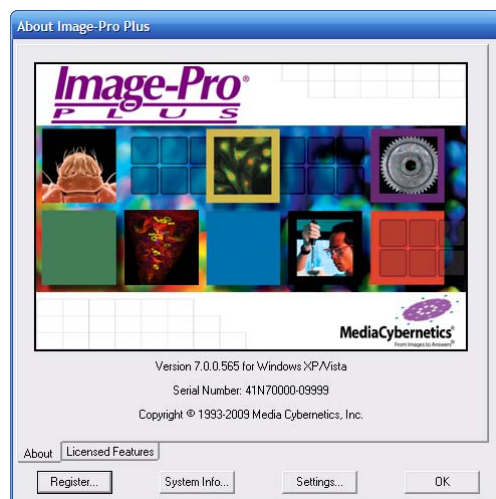 About Image-Pro Plus
Image-Pro®
PLUS
MediaCybernetics®
From Images to Answers®
Version 7.0.0.565 for Windows XP/Vista
Serial Number: 41N70000-09999
Copyright © 1993-2009 Media Cybernetics, Inc.
About Licensed Features
Register... System Info... Settings... OK